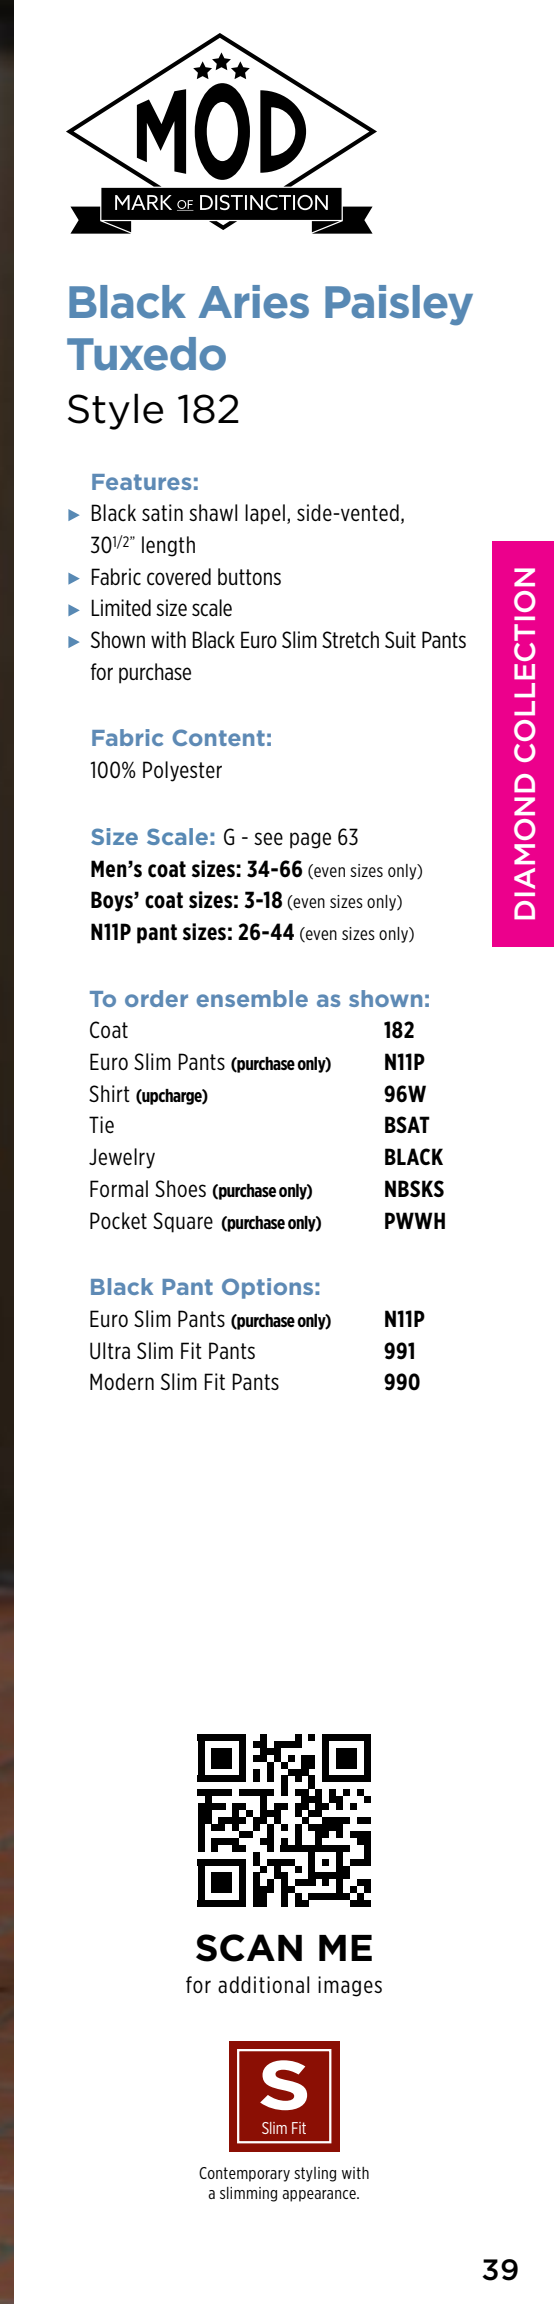 MOD
MARK OF DISTINCTION
Black Aries Paisley
Tuxedo
Style 182
Features:
▶ Black satin shawl lapel, side-vented,
30 1/2” length
▶ Fabric covered buttons
▶ Limited size scale
▶ Shown with Black Euro Slim Stretch Suit Pants
for purchase
Fabric Content:
100% Polyester
Size Scale: G - see page 63
Men’s coat sizes: 34-66 (even sizes only)
Boys’ coat sizes: 3-18 (even sizes only)
N11P pant sizes: 26-44 (even sizes only)
To order ensemble as shown:
Coat 182
Euro Slim Pants (purchase only) N11P
Shirt (upcharge) 96W
Tie BSAT
Jewelry BLACK
Formal Shoes (purchase only) NBSKS
Pocket Square (purchase only) PWWH
Black Pant Options:
Euro Slim Pants (purchase only) N11P
Ultra Slim Fit Pants 991
Modern Slim Fit Pants 990
DIAMOND COLLECTION
SCAN ME
for additional images
S
Slim Fit
Contemporary styling with
a slimming appearance.
39